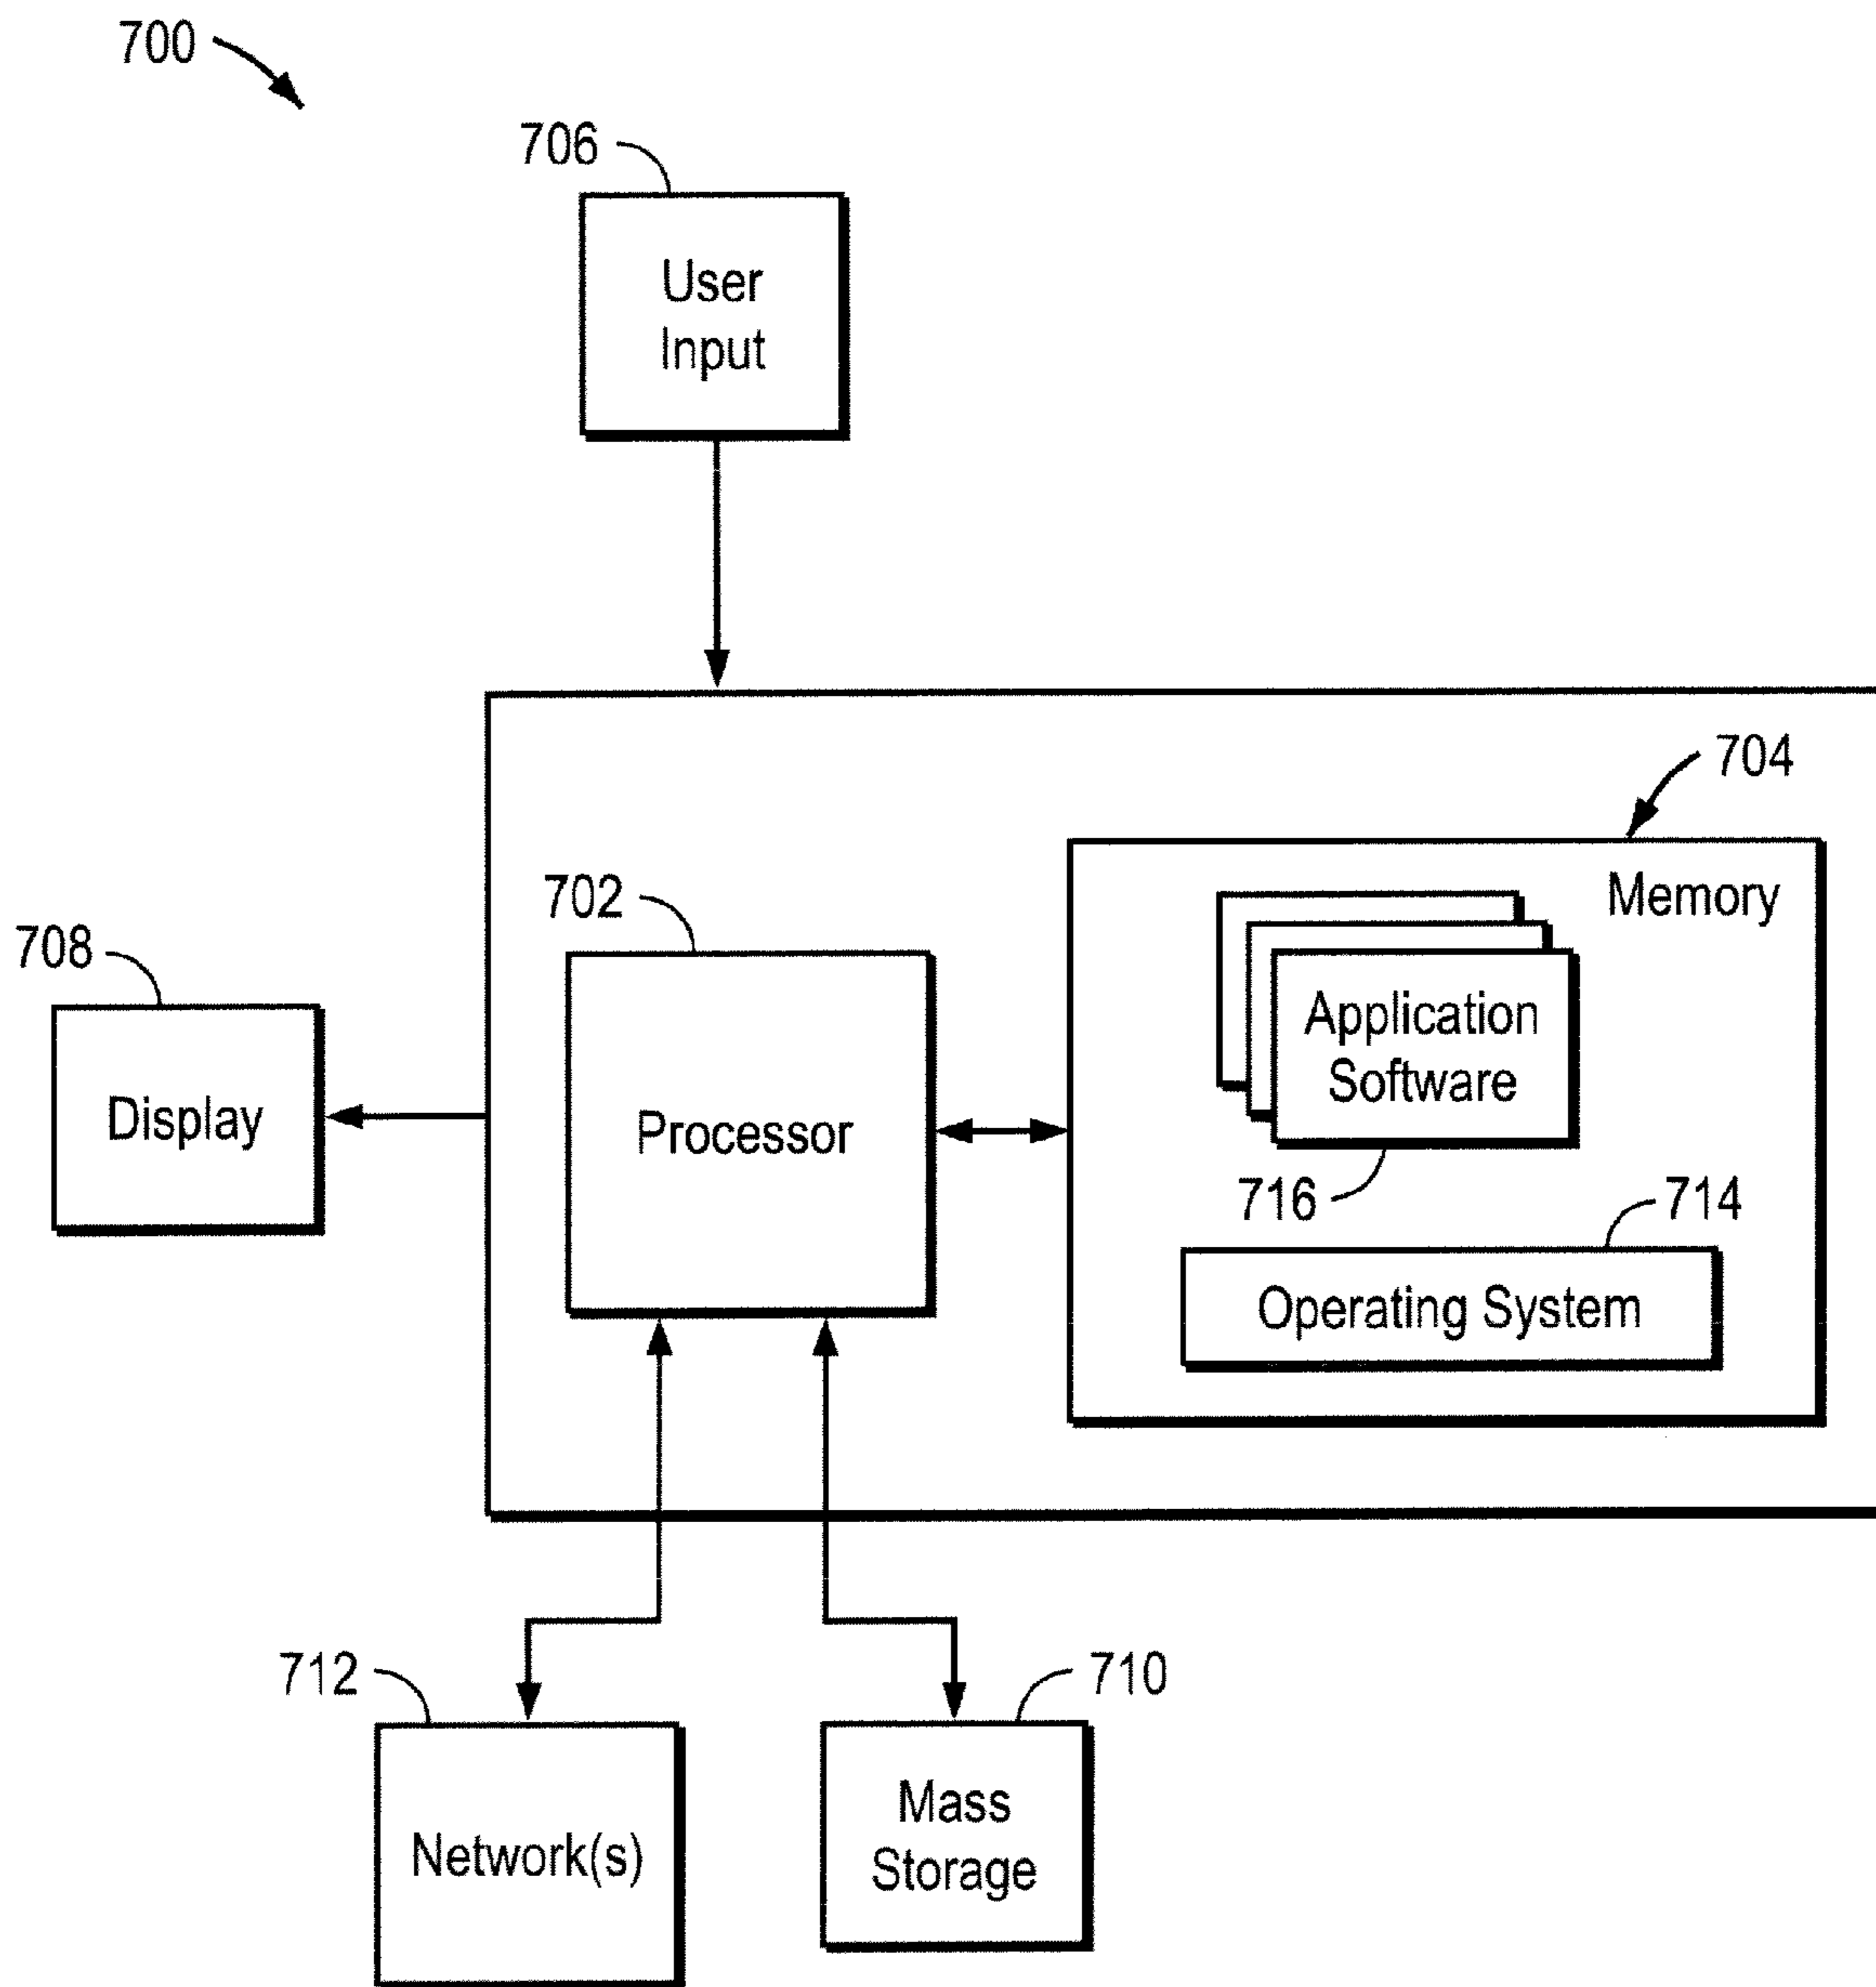 700
706
User
Input
704
Memory
702
708
Application
Software
Display
Processor
716
714
Operating System
712
710
Mass
Storage
Network(s)